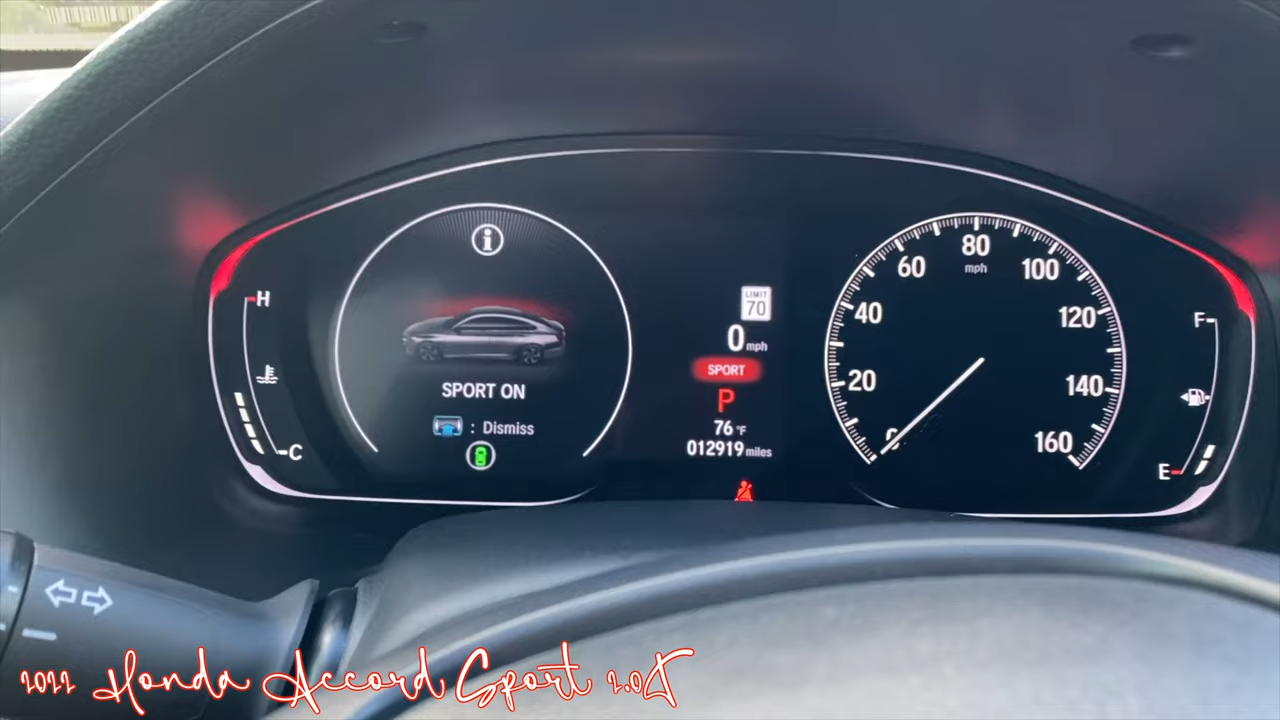 H
C
i
SPORT ON
: Dismiss
LIMIT
70
0 mph
SPORT
P
76 °F
012919 miles
0
20
40
60
80
100
120
140
160
mph
F
E
2022 Honda Accord Sport 2.0T